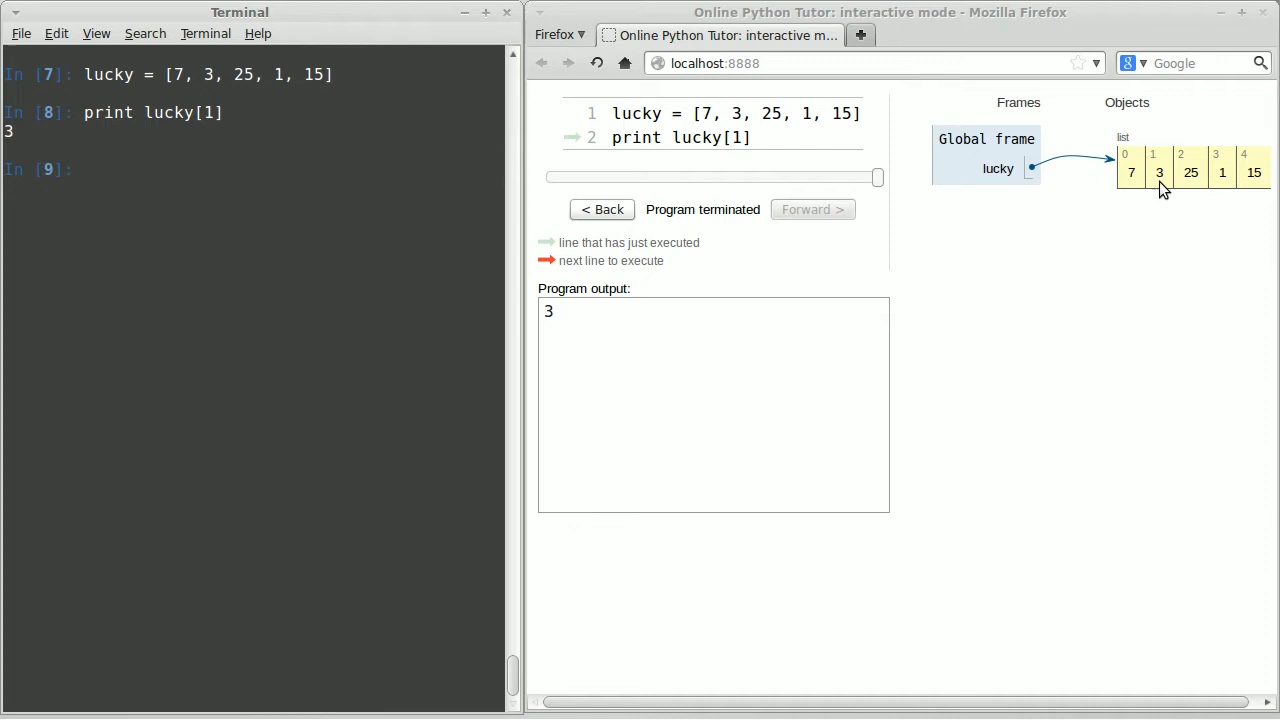 Terminal
File Edit View Search Terminal Help
In [7]: lucky = [7, 3, 25, 1, 15]
In [8]: print lucky[1]
3
In [9]:
Online Python Tutor: interactive mode - Mozilla Firefox
Firefox
Online Python Tutor: interactive m...
localhost:8888
Google
1 lucky = [7, 3, 25, 1, 15]
2 print lucky[1]
< Back Program terminated Forward >
line that has just executed
next line to execute
Program output:
3
Frames Objects
Global frame
lucky
list
0 1 2 3 4
7 3 25 1 15